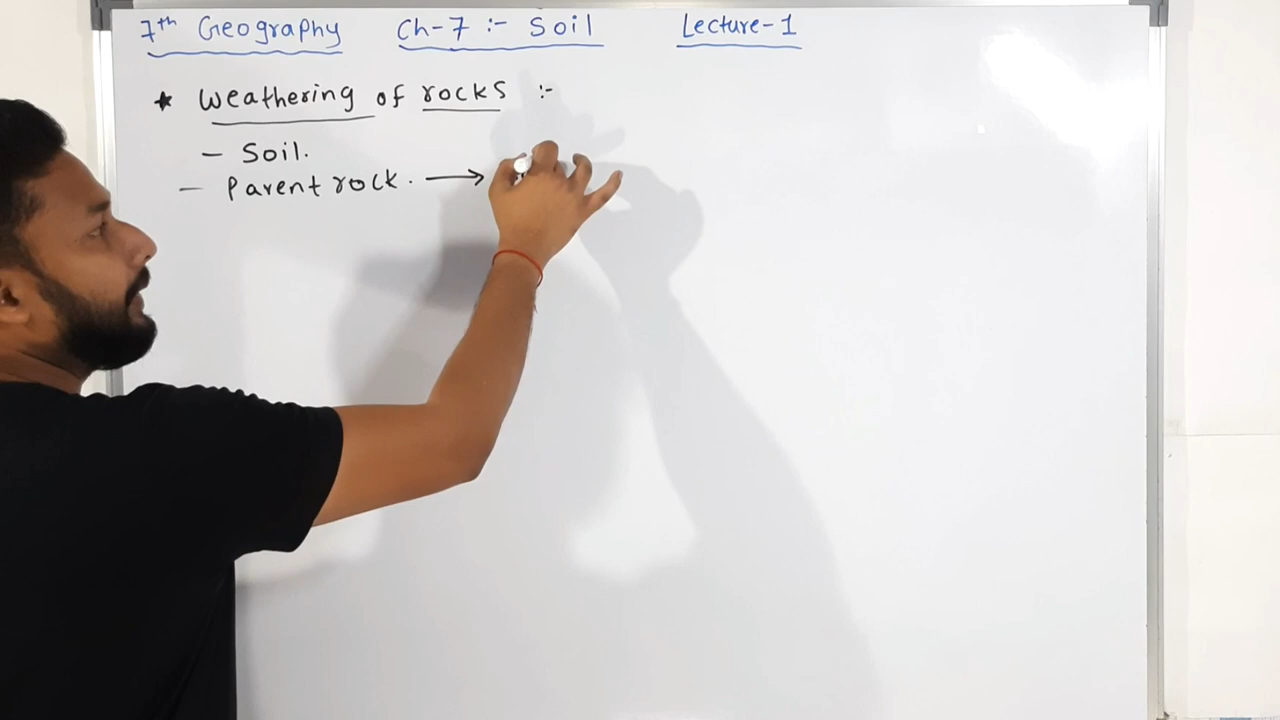 7th Geography Ch-7 :- Soil Lecture-1
★ Weathering of rocks :-
- Soil.
- Parent rock. →